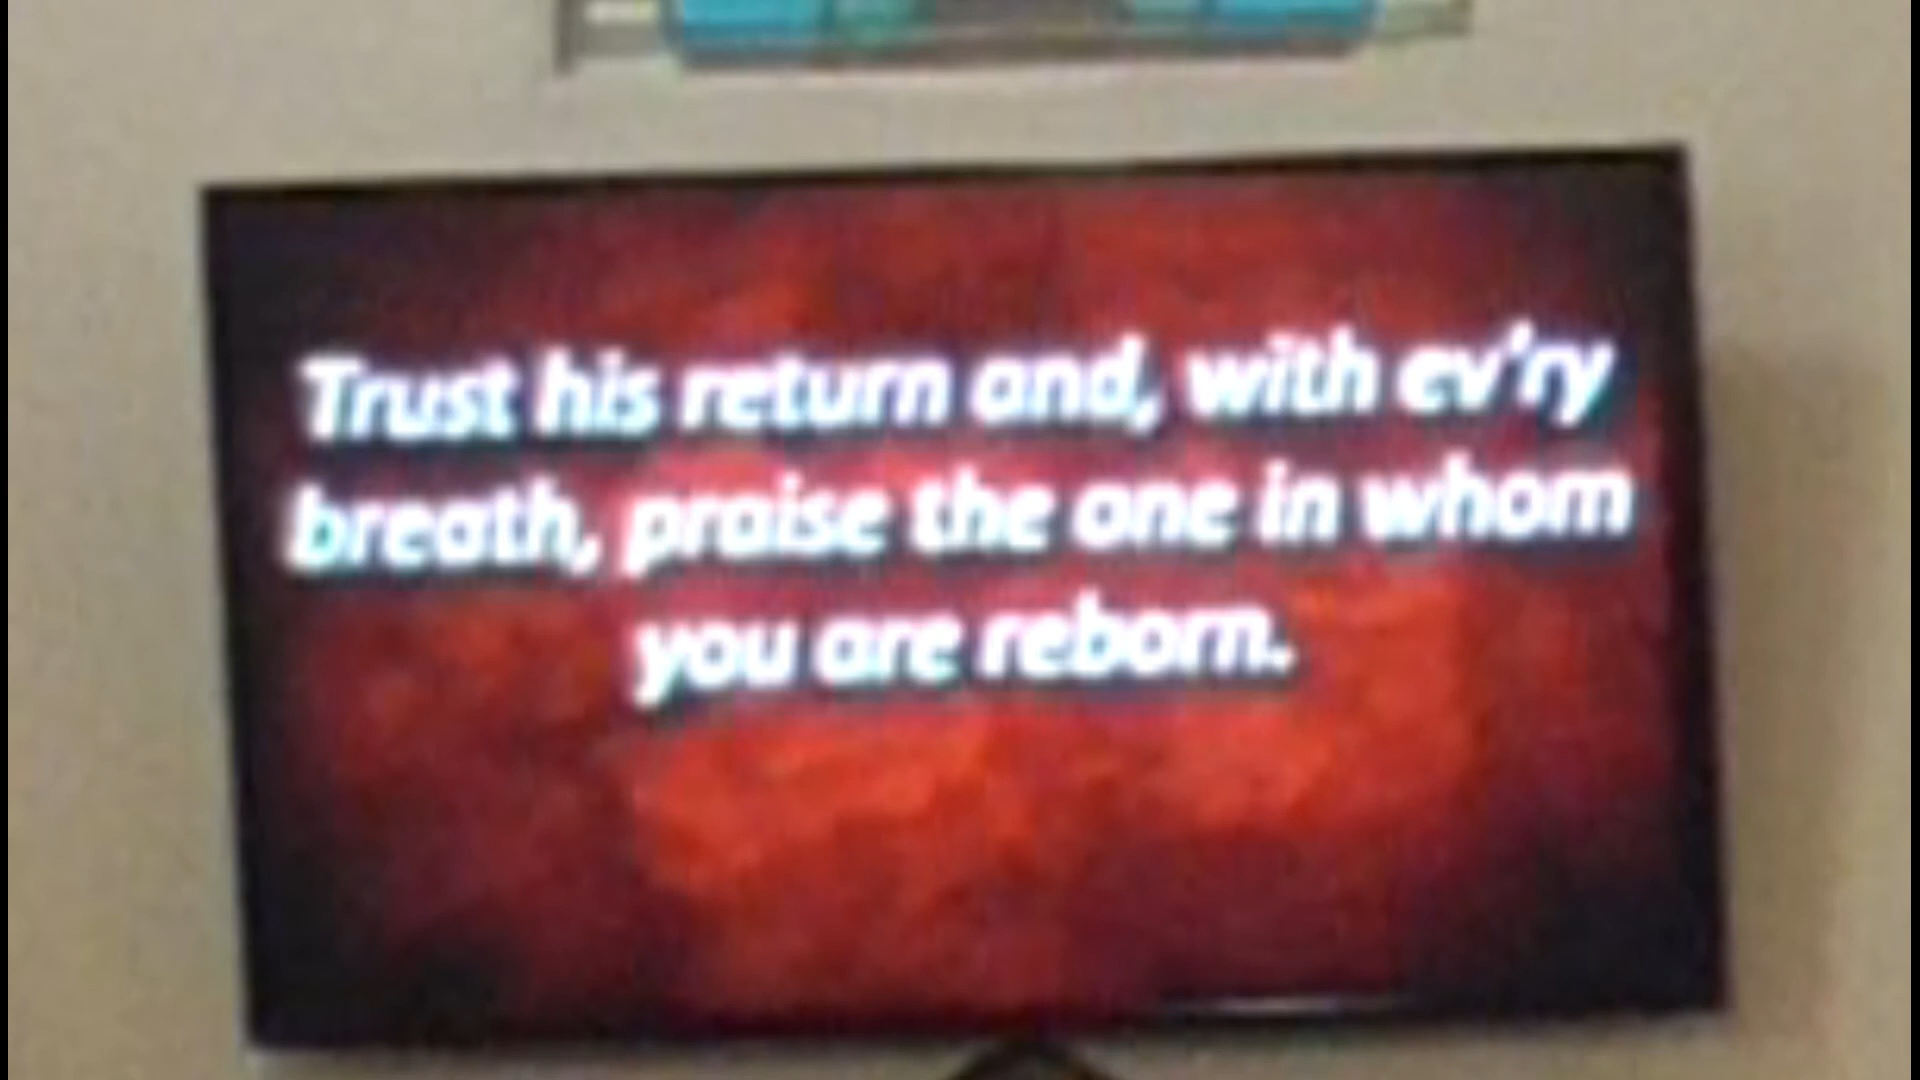 Trust his return and, with ev'ry
breath, praise the one in whom
you are reborn.